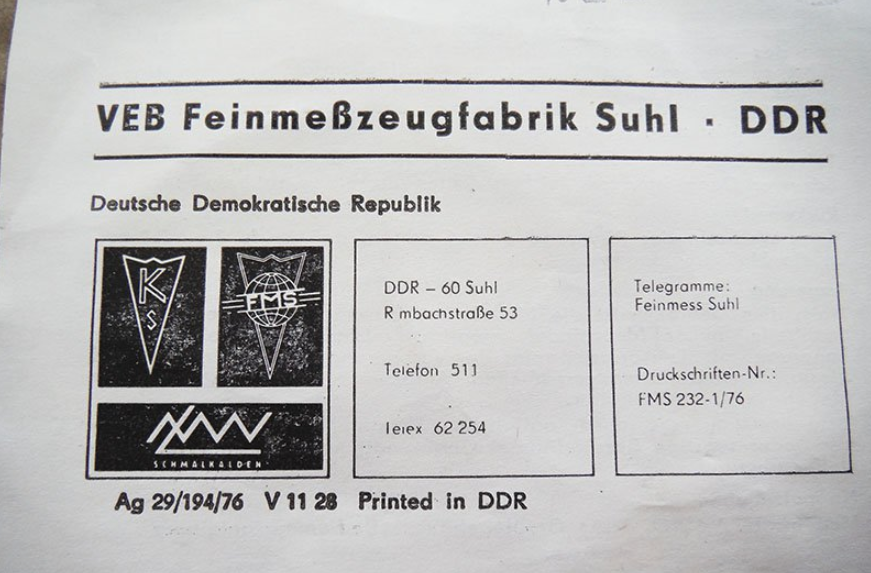 VEB Feinmeßzeugfabrik Suhl · DDR
Deutsche Demokratische Republik
K
S
FMS
SCHMALKALDEN
DDR – 60 Suhl
R mbachstraße 53
Telefon 511
Telex 62 254
Telegramme:
Feinmess Suhl
Druckschriften-Nr.:
FMS 232-1/76
Ag 29/194/76 V 11 28 Printed in DDR